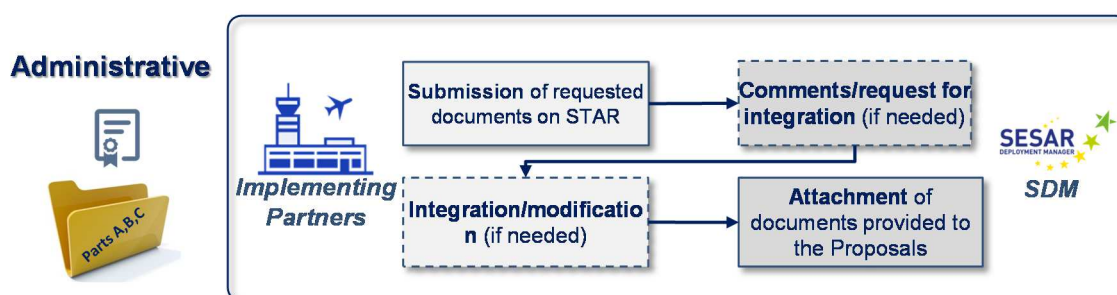 Administrative
Parts A,B,C
Implementing
Partners
Submission of requested
documents on STAR
Comments/request for
integration (if needed)
Integration/modificatio
n (if needed)
Attachment of
documents provided to
the Proposals
SESAR
DEPLOYMENT MANAGER
SDM